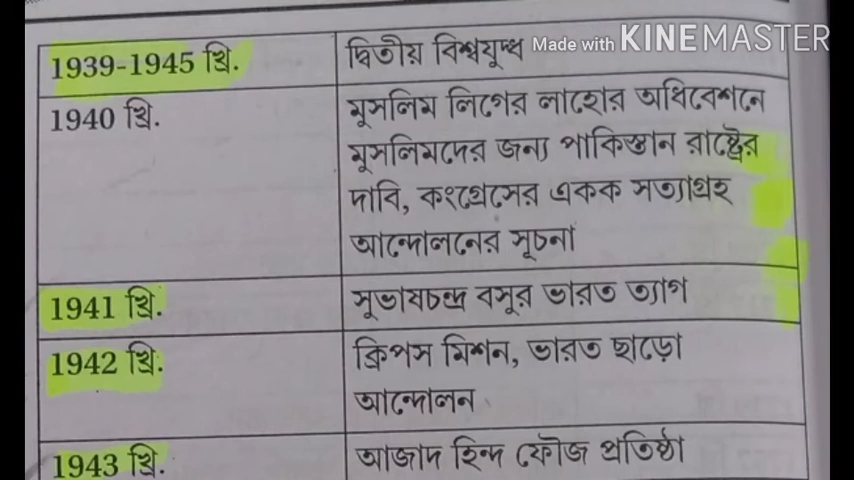 Made with KINEMASTER
1939-1945 খ্রি. দ্বিতীয় বিশ্বযুদ্ধ
1940 খ্রি. মুসলিম লিগের লাহোর অধিবেশনে
মুসলিমদের জন্য পাকিস্তান রাষ্ট্রের
দাবি, কংগ্রেসের একক সত্যাগ্রহ
আন্দোলনের সূচনা
1941 খ্রি. সুভাষচন্দ্র বসুর ভারত ত্যাগ
1942 খ্রি. ক্রিপস মিশন, ভারত ছাড়ো
আন্দোলন
1943 খ্রি. আজাদ হিন্দ ফৌজ প্রতিষ্ঠা